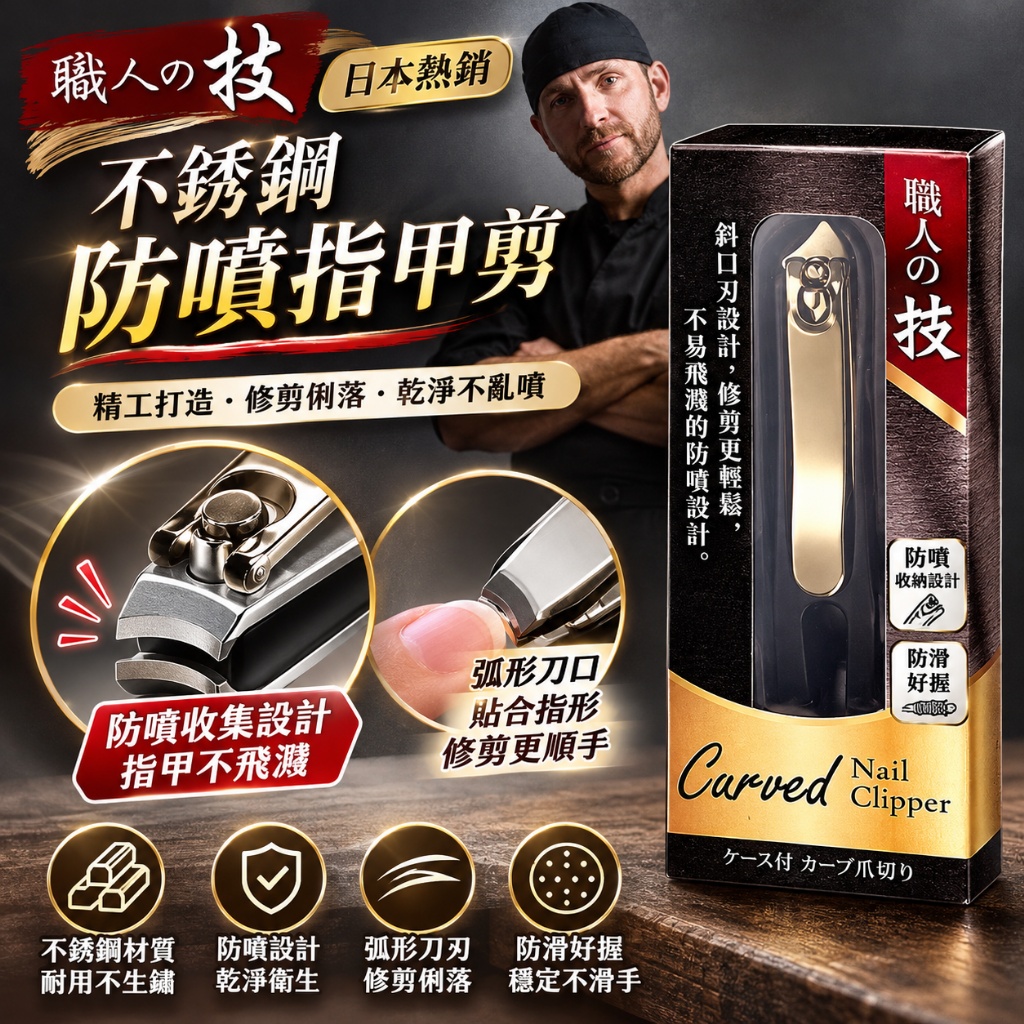 職人の技
日本熱銷
不銹鋼
防噴指甲剪
精工打造·修剪俐落·乾淨不亂噴
防噴收集設計
指甲不飛濺
弧形刀口
貼合指形
修剪更順手
不銹鋼材質
耐用不生鏽
防噴設計
乾淨衛生
弧形刀刃
修剪俐落
防滑好握
穩定不滑手
職人の技
斜口刃設計，修剪更輕鬆，
不易飛濺的防噴設計。
防噴
收納設計
防滑
好握
Curved Nail
Clipper
ケース付 カーブ爪切り